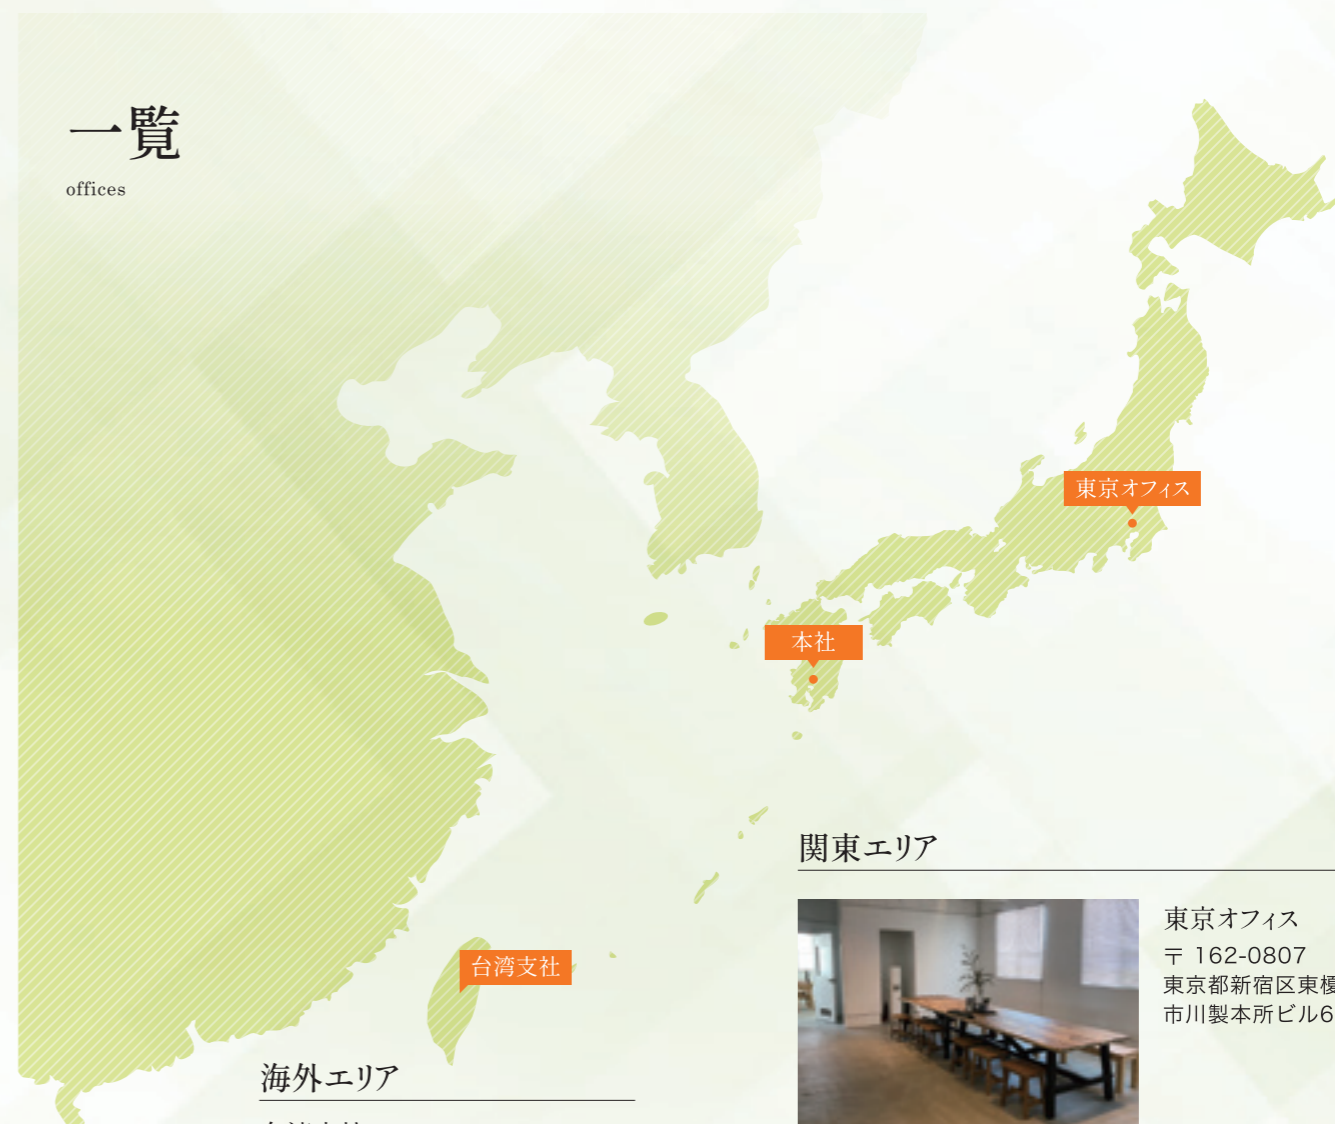 一覧
offices
東京オフィス
本社
台湾支社
関東エリア
東京オフィス
〒 162-0807
東京都新宿区東榎
市川製本所ビル6
海外エリア